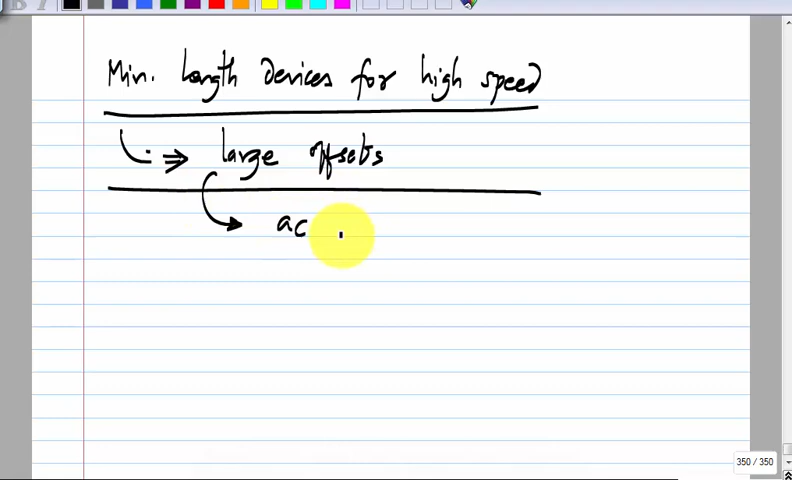 Min. length devices for high speed
⇒ large offsets
ac
350 / 350